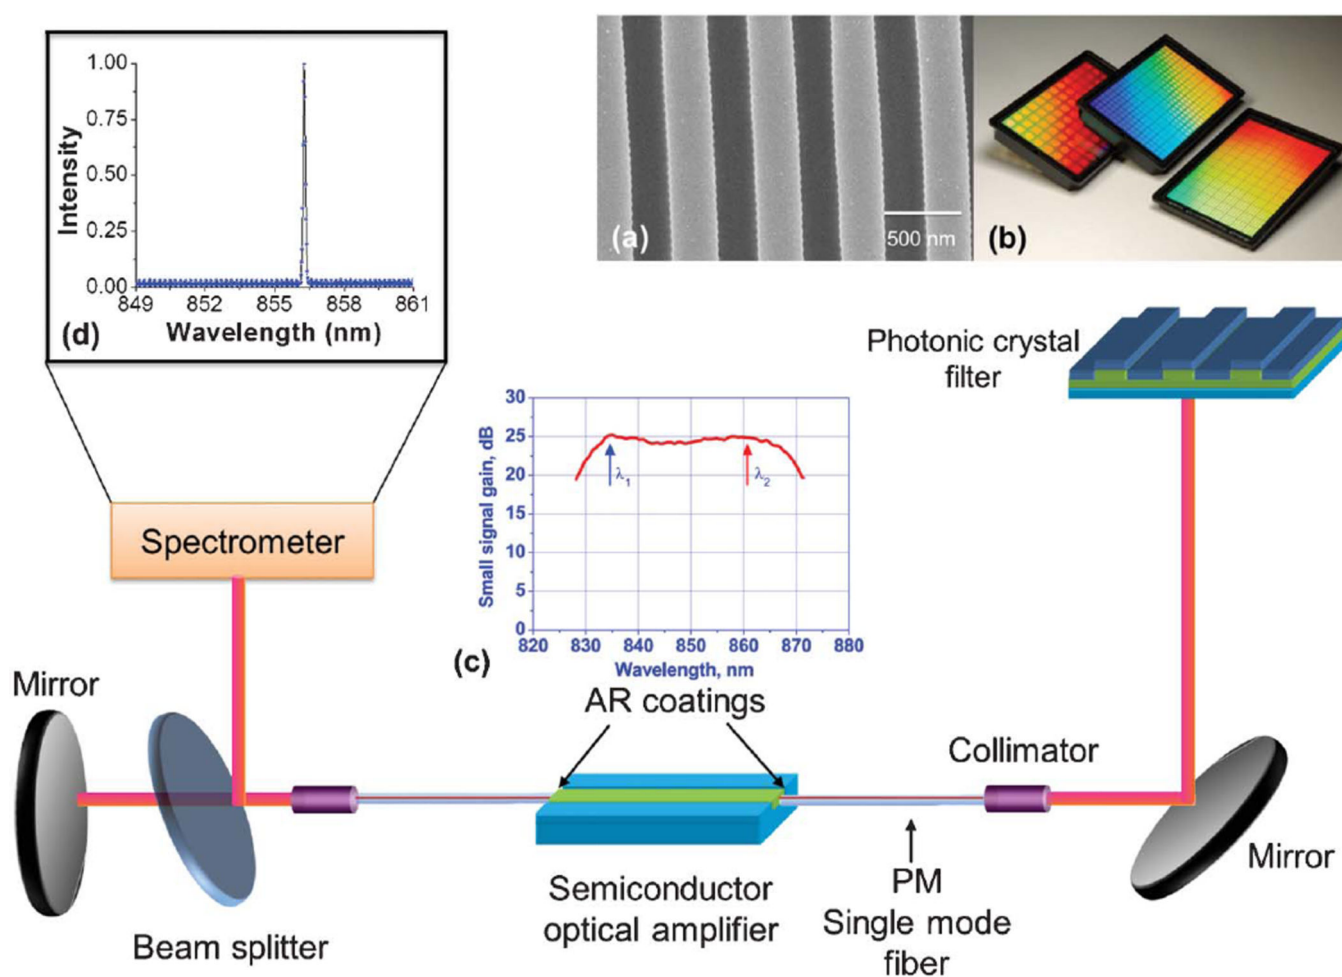 1.00
0.75
0.50
0.25
0.00
Intensity
849 852 855 858 861
Wavelength (nm)
(d)
(a)
500 nm
(b)
Photonic crystal
filter
30
25
20
15
10
5
0
Small signal gain, dB
λ1
λ2
820 830 840 850 860 870 880
Wavelength, nm
(c)
Spectrometer
Mirror
AR coatings
Collimator
Semiconductor
optical amplifier
PM
Single mode
fiber
Mirror
Beam splitter